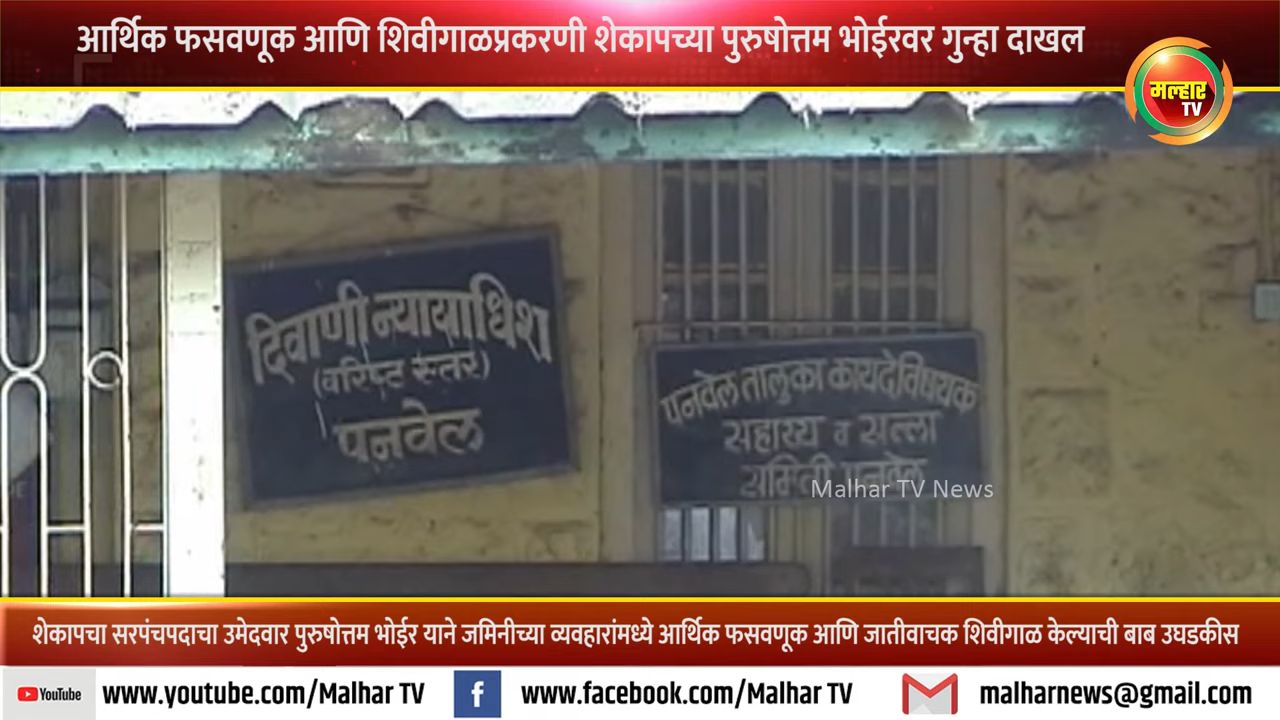 आर्थिक फसवणूक आणि शिवीगाळप्रकरणी शेकापच्या पुरुषोत्तम भोईरवर गुन्हा दाखल
मल्हार
TV
दिवाणी न्यायाधिश
(वरिष्ट स्तर)
पनवेल
पनवेल तालुका कायदेविषयक
सहाय्य व सल्ला
समिती पनवेल
Malhar TV News
शेकापचा सरपंचपदाचा उमेदवार पुरुषोत्तम भोईर याने जमिनीच्या व्यवहारांमध्ये आर्थिक फसवणूक आणि जातीवाचक शिवीगाळ केल्याची बाब उघडकीस
YouTube www.youtube.com/Malhar TV f www.facebook.com/Malhar TV malharnews@gmail.com